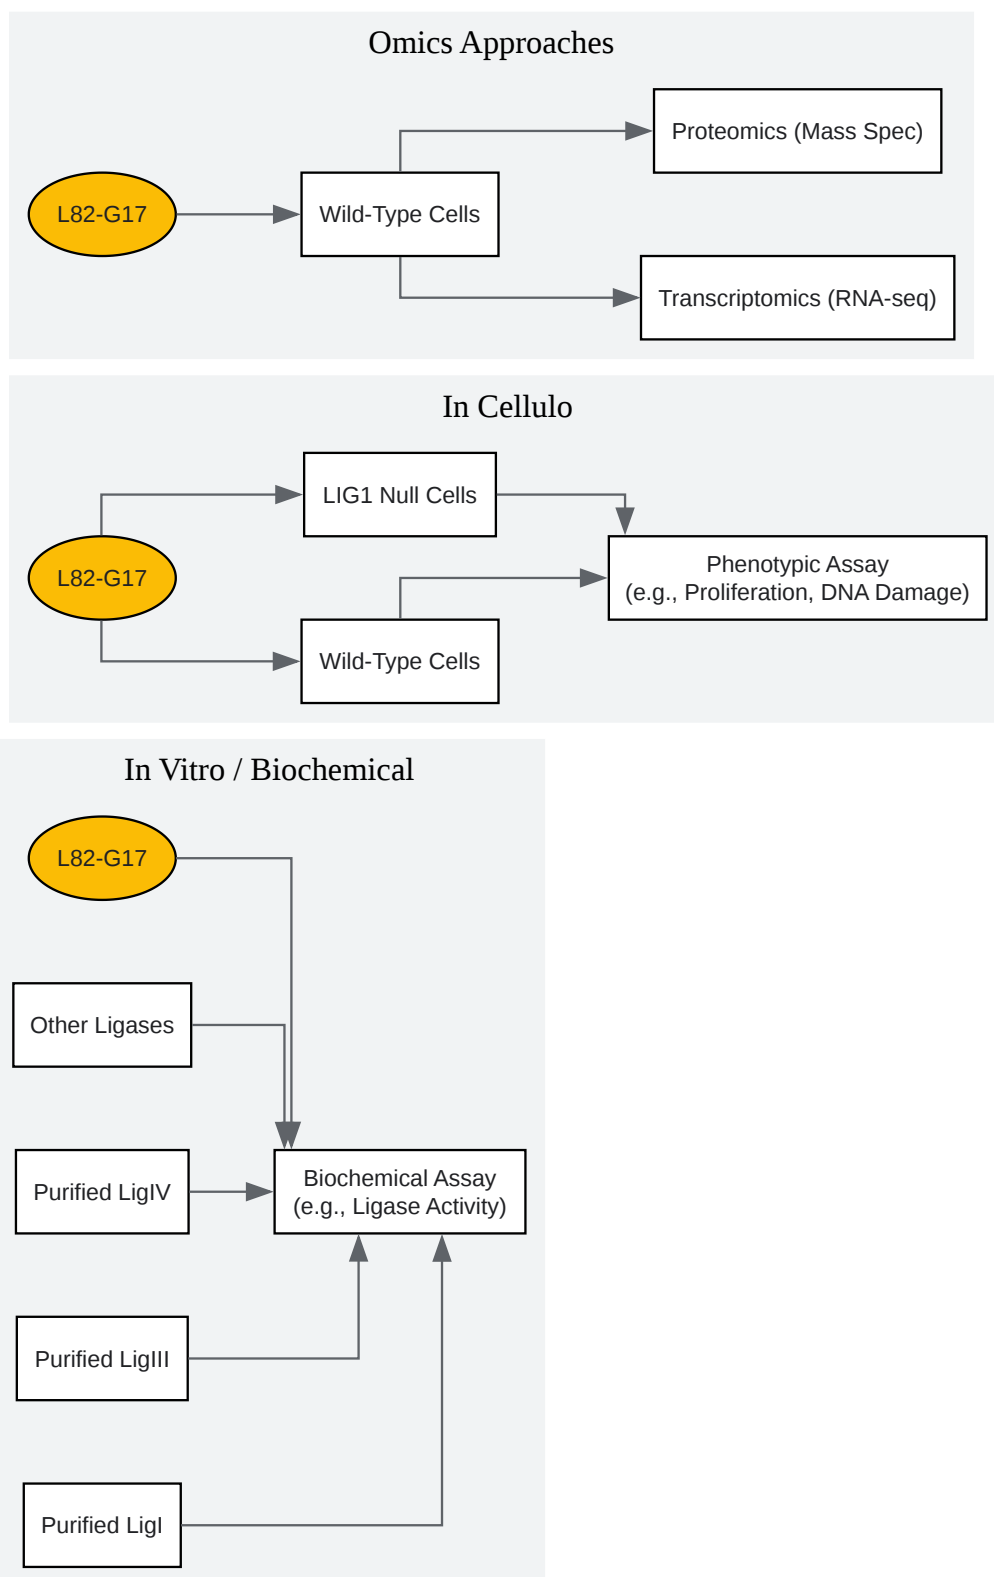 Omics Approaches
Proteomics (Mass Spec)
L82-G17
Wild-Type Cells
Transcriptomics (RNA-seq)
In Cellulo
LIG1 Null Cells
L82-G17
Phenotypic Assay
(e.g., Proliferation, DNA Damage)
Wild-Type Cells
In Vitro / Biochemical
L82-G17
Other Ligases
Purified LigIV
Biochemical Assay
(e.g., Ligase Activity)
Purified LigIII
Purified LigI